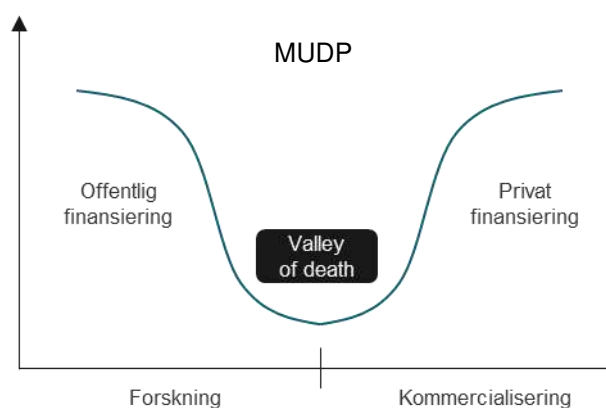 MUDP
Offentlig
finansiering
Privat
finansiering
Valley
of death
Forskning
Kommercialisering